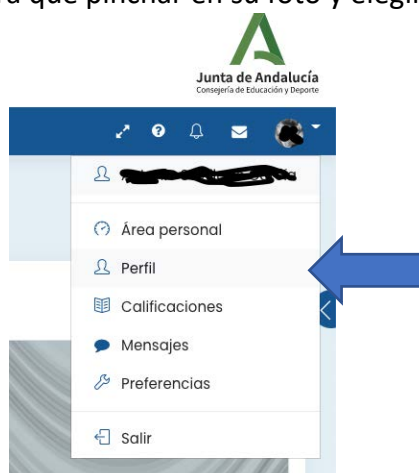 que pinchar en su foto y elegir
Junta de Andalucía
Consejería de Educación y Deporte
Área personal
Perfil
Calificaciones
Mensajes
Preferencias
Salir